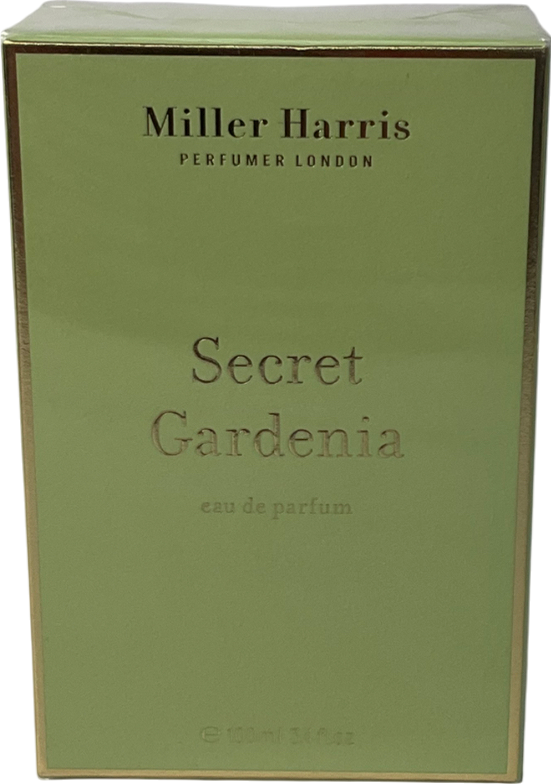 Miller Harris
PERFUMER LONDON
Secret
Gardenia
eau de parfum
℮ 100 ml 3.4 fl.oz